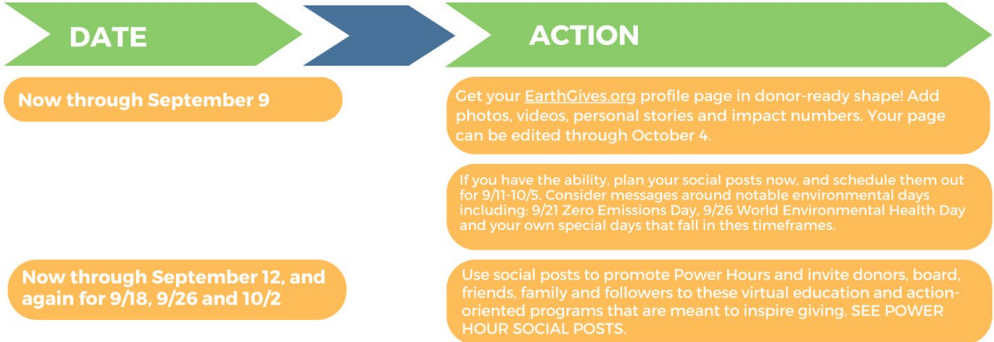 DATE
ACTION
Now through September 9
Get your EarthGives.org profile page in donor-ready shape! Add
photos, videos, personal stories and impact numbers. Your page
can be edited through October 4.
If you have the ability, plan your social posts now, and schedule them out
for 9/11-10/5. Consider messages around notable environmental days
including: 9/21 Zero Emissions Day, 9/26 World Environmental Health Day
and your own special days that fall in thes timeframes.
Now through September 12, and
again for 9/18, 9/26 and 10/2
Use social posts to promote Power Hours and invite donors, board,
friends, family and followers to these virtual education and action-
oriented programs that are meant to inspire giving. SEE POWER
HOUR SOCIAL POSTS.